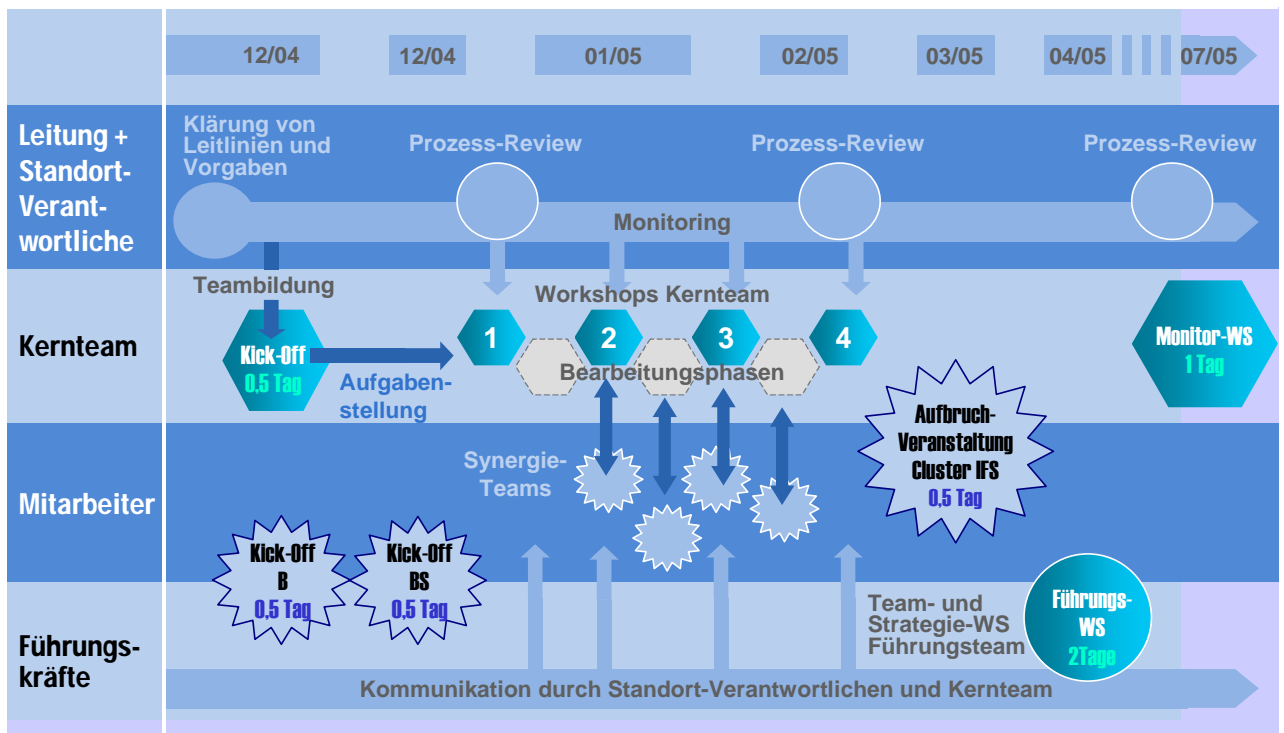 12/04
12/04
01/05
02/05
03/05
04/05
07/05
Leitung +
Standort-
Verant-
wortliche
Klärung von
Leitlinien und
Vorgaben
Prozess-Review
Prozess-Review
Prozess-Review
Monitoring
Kernteam
Teambildung
Kick-Off
0,5 Tag
Aufgaben-
stellung
Workshops Kernteam
1
2
3
4
Bearbeitungsphasen
Monitor-WS
1 Tag
Mitarbeiter
Synergie-
Teams
Aufbruch-
Veranstaltung
Cluster IFS
0,5 Tag
Kick-Off
B
0,5 Tag
Kick-Off
BS
0,5 Tag
Führungs-
kräfte
Team- und
Strategie-WS
Führungsteam
Führungs-
WS
2Tage
Kommunikation durch Standort-Verantwortlichen und Kernteam